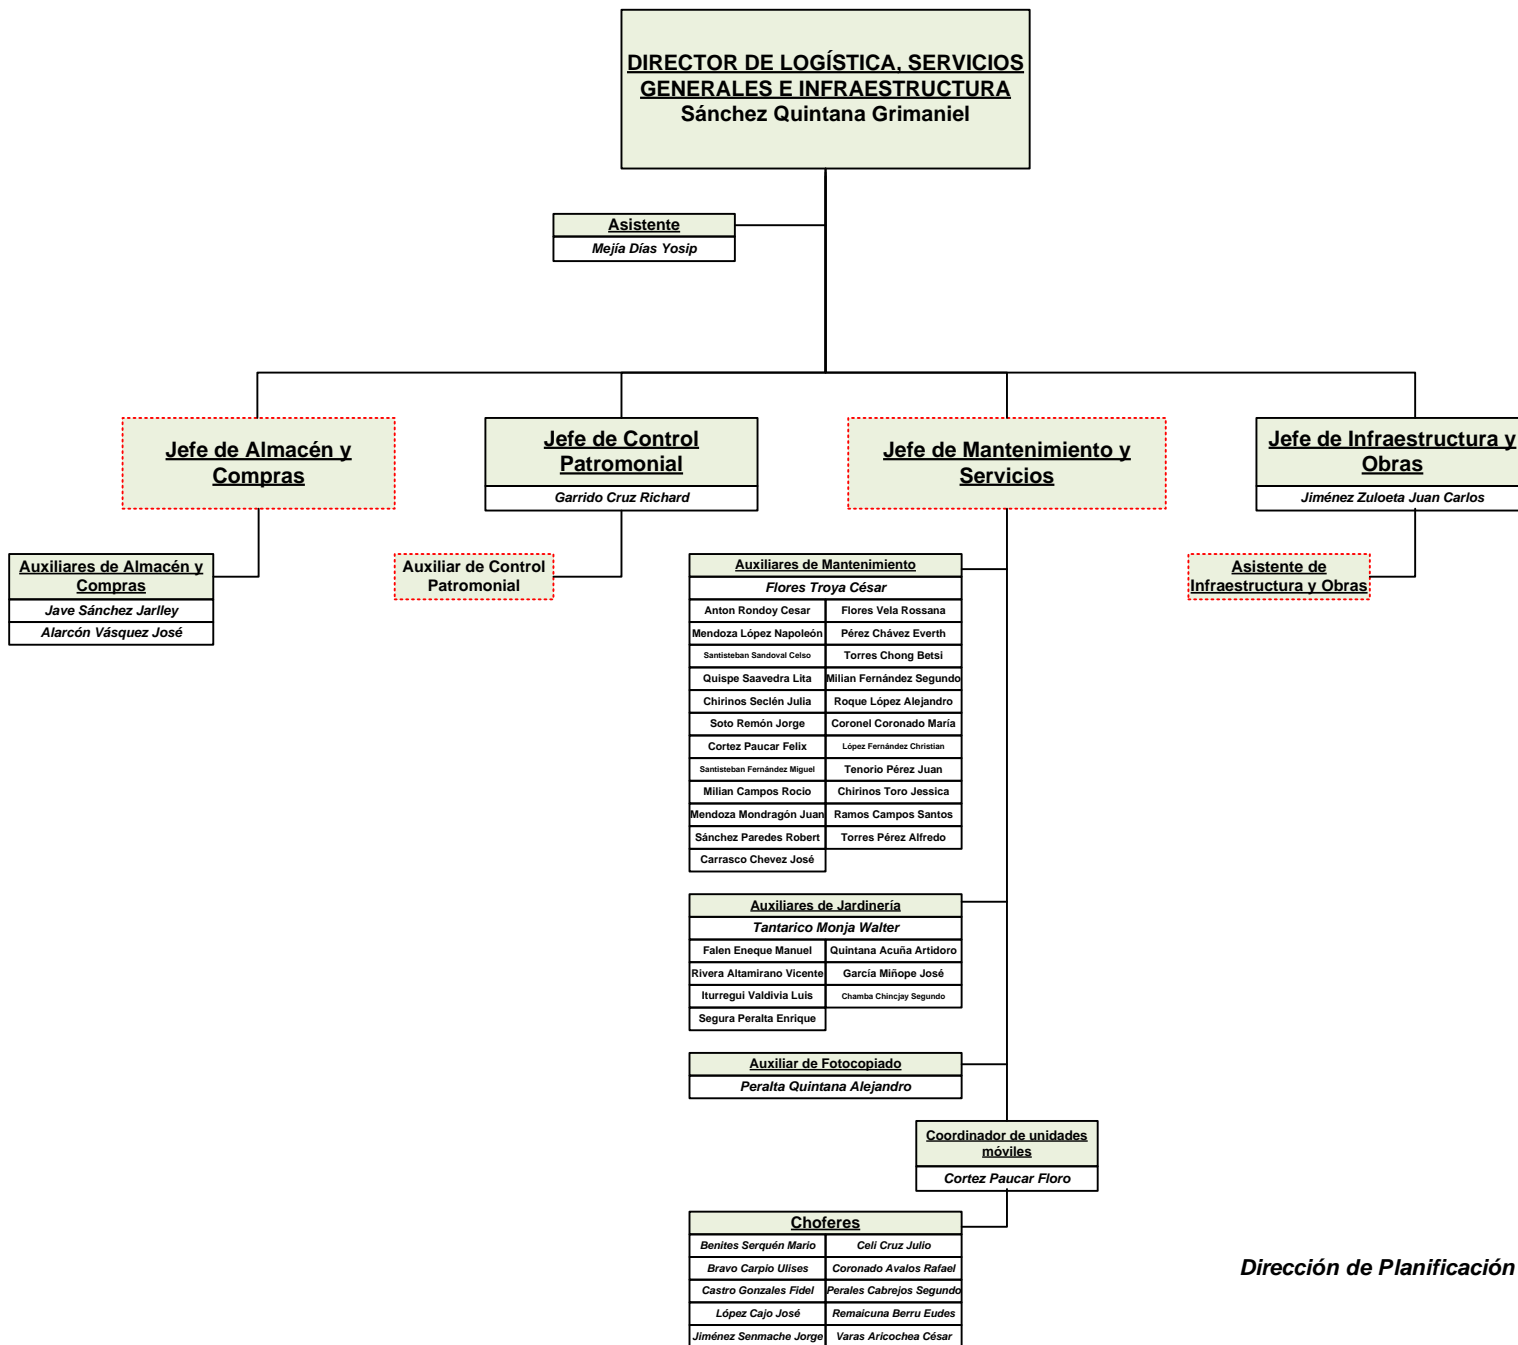 DIRECTOR DE LOGÍSTICA, SERVICIOS
GENERALES E INFRAESTRUCTURA
Sánchez Quintana Grimaniel
Asistente
Mejía Días Yosip
Jefe de Almacén y
Compras
Jefe de Control
Patromonial
Garrido Cruz Richard
Jefe de Mantenimiento y
Servicios
Jefe de Infraestructura y
Obras
Jiménez Zuloeta Juan Carlos
Auxiliares de Almacén y
Compras
Jave Sánchez Jarlley
Alarcón Vásquez José
Auxiliar de Control
Patromonial
Asistente de
Infraestructura y Obras
Auxiliares de Mantenimiento
Flores Troya César
Anton Rondoy Cesar Flores Vela Rossana
Mendoza López Napoleón Pérez Chávez Everth
Santisteban Sandoval Celso Torres Chong Betsi
Quispe Saavedra Lita Milian Fernández Segundo
Chirinos Seclén Julia Roque López Alejandro
Soto Remón Jorge Coronel Coronado María
Cortez Paucar Felix López Fernández Christian
Santisteban Fernández Miguel Tenorio Pérez Juan
Milian Campos Rocio Chirinos Toro Jessica
Mendoza Mondragón Juan Ramos Campos Santos
Sánchez Paredes Robert Torres Pérez Alfredo
Carrasco Chevez José
Auxiliares de Jardinería
Tantarico Monja Walter
Falen Eneque Manuel Quintana Acuña Artidoro
Rivera Altamirano Vicente García Miñope José
Iturregui Valdivia Luis Chamba Chincjay Segundo
Segura Peralta Enrique
Auxiliar de Fotocopiado
Peralta Quintana Alejandro
Coordinador de unidades
móviles
Cortez Paucar Floro
Choferes
Benites Serquén Mario Celi Cruz Julio
Bravo Carpio Ulises Coronado Avalos Rafael
Castro Gonzales Fidel Perales Cabrejos Segundo
López Cajo José Remaicuna Berru Eudes
Jiménez Senmache Jorge Varas Aricochea César
Dirección de Planificación